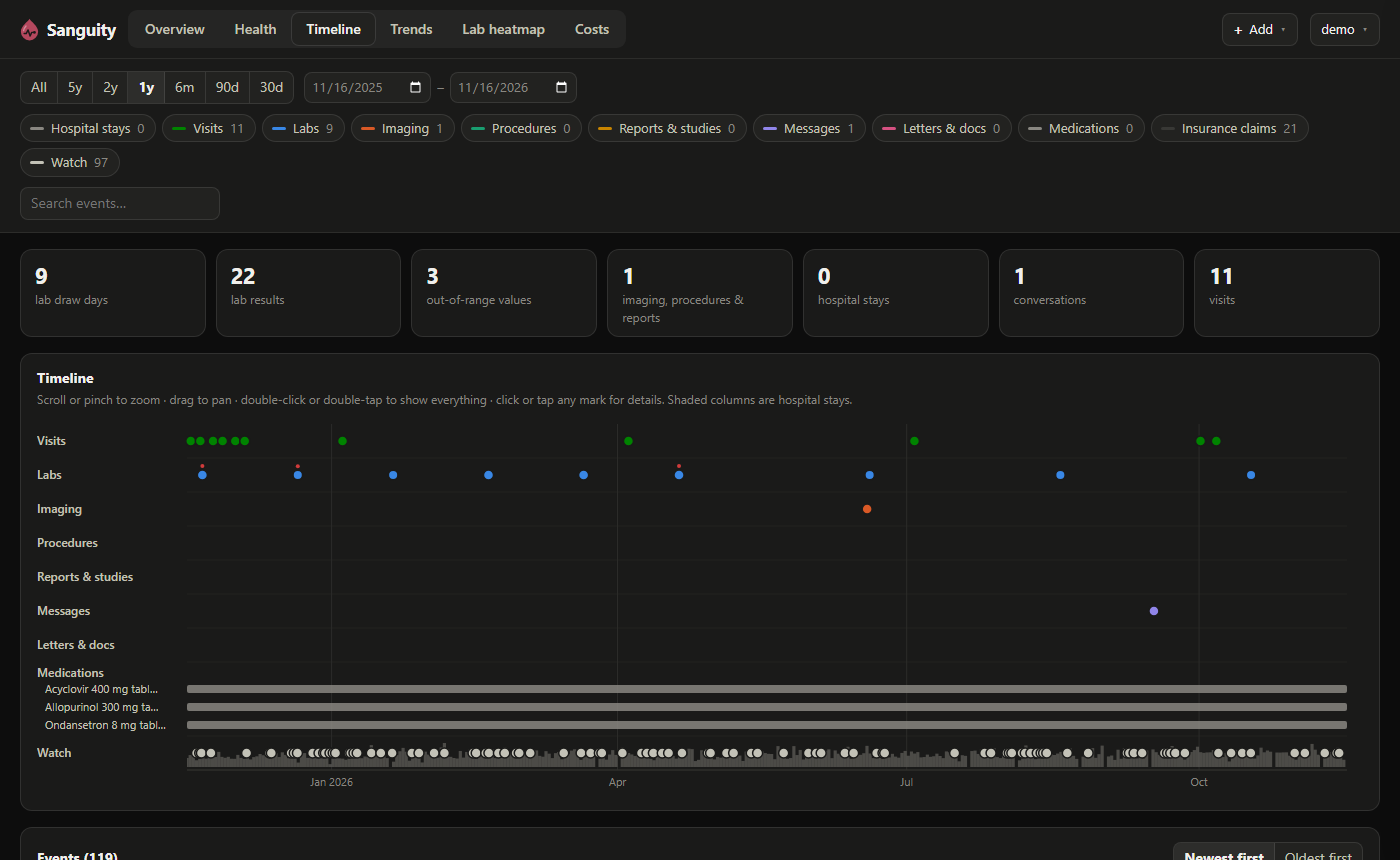 Sanguity
Overview
Health
Timeline
Trends
Lab heatmap
Costs
+ Add
demo
All
5y
2y
1y
6m
90d
30d
11/16/2025
–
11/16/2026
Hospital stays 0
Visits 11
Labs 9
Imaging 1
Procedures 0
Reports & studies 0
Messages 1
Letters & docs 0
Medications 0
Insurance claims 21
Watch 97
Search events...
9
lab draw days
22
lab results
3
out-of-range values
1
imaging, procedures &
reports
0
hospital stays
1
conversations
11
visits
Timeline
Scroll or pinch to zoom · drag to pan · double-click or double-tap to show everything · click or tap any mark for details. Shaded columns are hospital stays.
Visits
Labs
Imaging
Procedures
Reports & studies
Messages
Letters & docs
Medications
Acyclovir 400 mg tabl...
Allopurinol 300 mg ta...
Ondansetron 8 mg tabl...
Watch
Jan 2026
Apr
Jul
Oct
Events (119)
Newest first
Oldest first